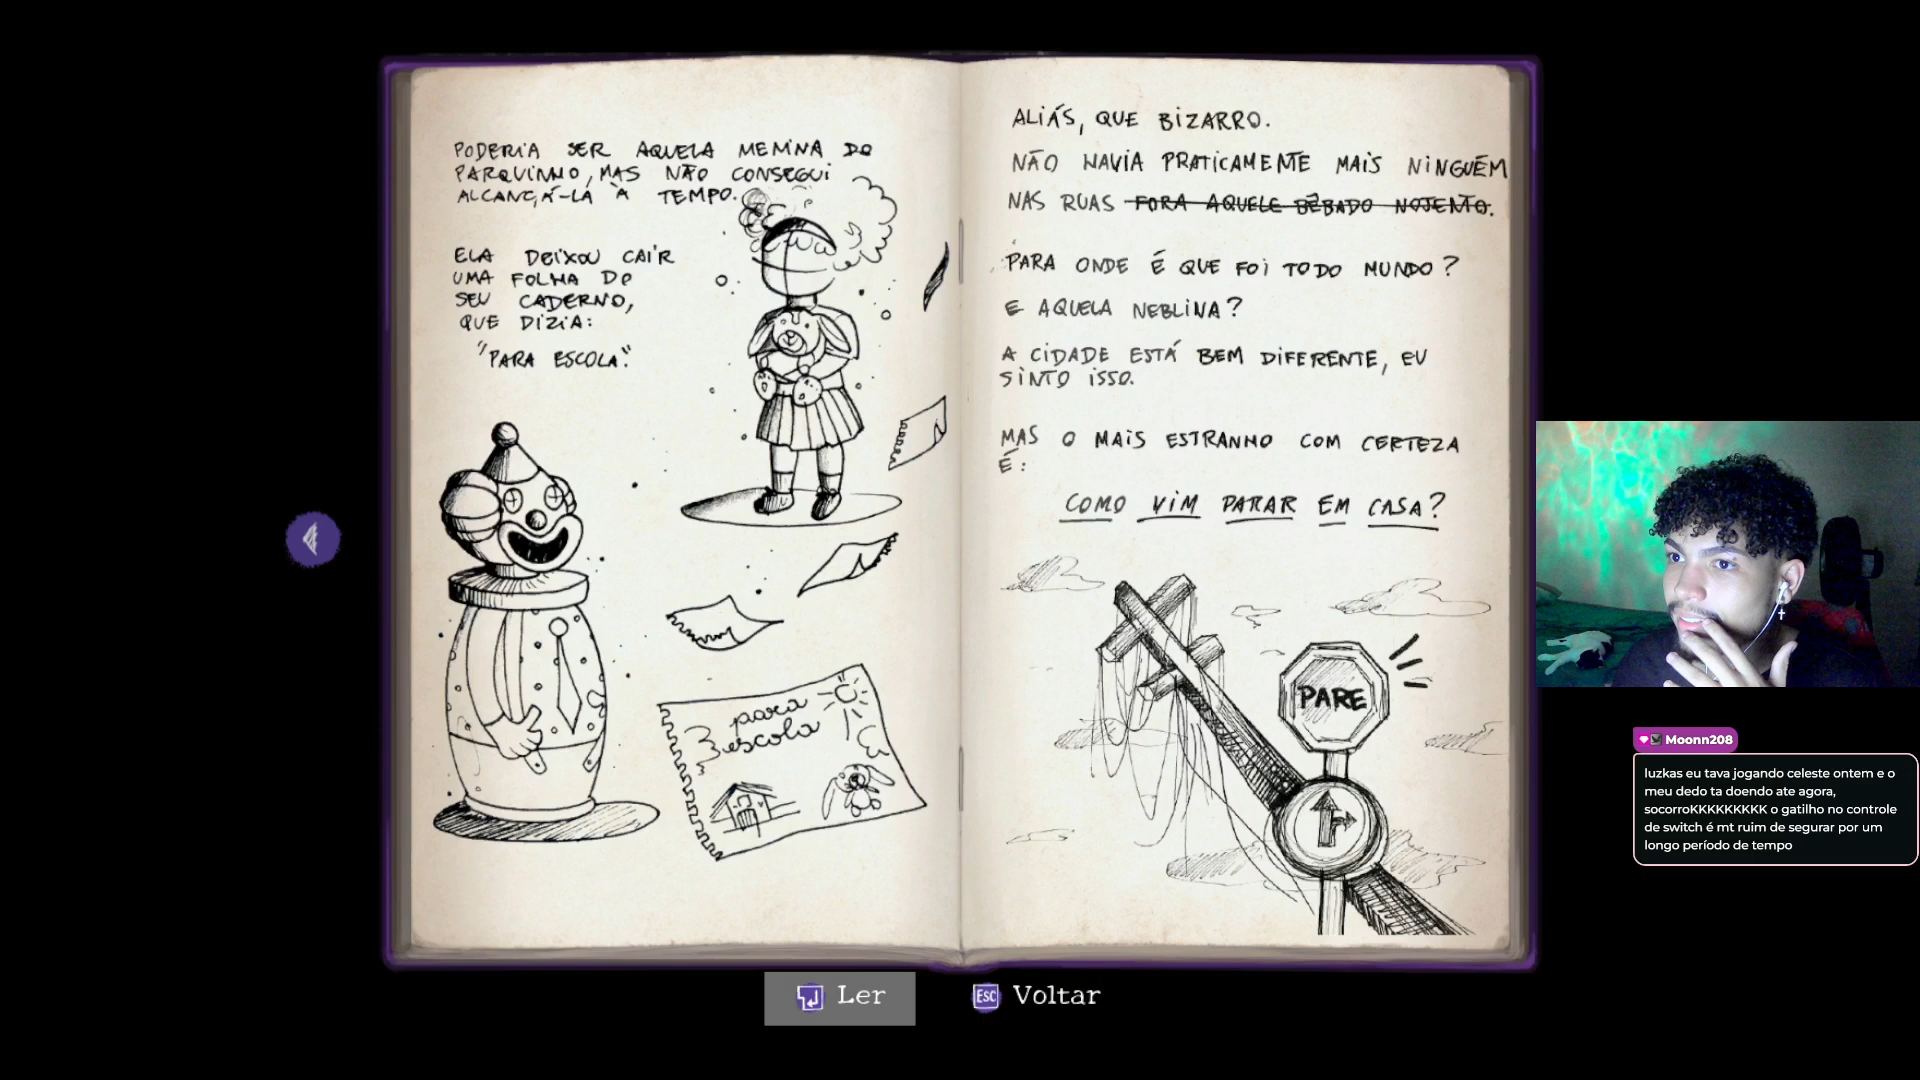 PODERIA SER AQUELA MENINA DO
PARQUINHO, MAS NÃO CONSEGUI
ALCANÇÁ-LA À TEMPO.
ELA DEIXOU CAIR
UMA FOLHA DO
SEU CADERNO,
QUE DIZIA:
"PARA ESCOLA."
para
escola
ALIÁS, QUE BIZARRO.
NÃO HAVIA PRATICAMENTE MAIS NINGUÉM
NAS RUAS FORA AQUELE BÊBADO NOJENTO.
PARA ONDE É QUE FOI TODO MUNDO?
E AQUELA NEBLINA?
A CIDADE ESTÁ BEM DIFERENTE, EU
SINTO ISSO.
MAS O MAIS ESTRANHO COM CERTEZA
É:
COMO VIM PARAR EM CASA?
PARE
Ler
ESC Voltar
Moonn208
luzkas eu tava jogando celeste ontem e o
meu dedo ta doendo ate agora,
socorroKKKKKKKKK o gatilho no controle
de switch é mt ruim de segurar por um
longo período de tempo